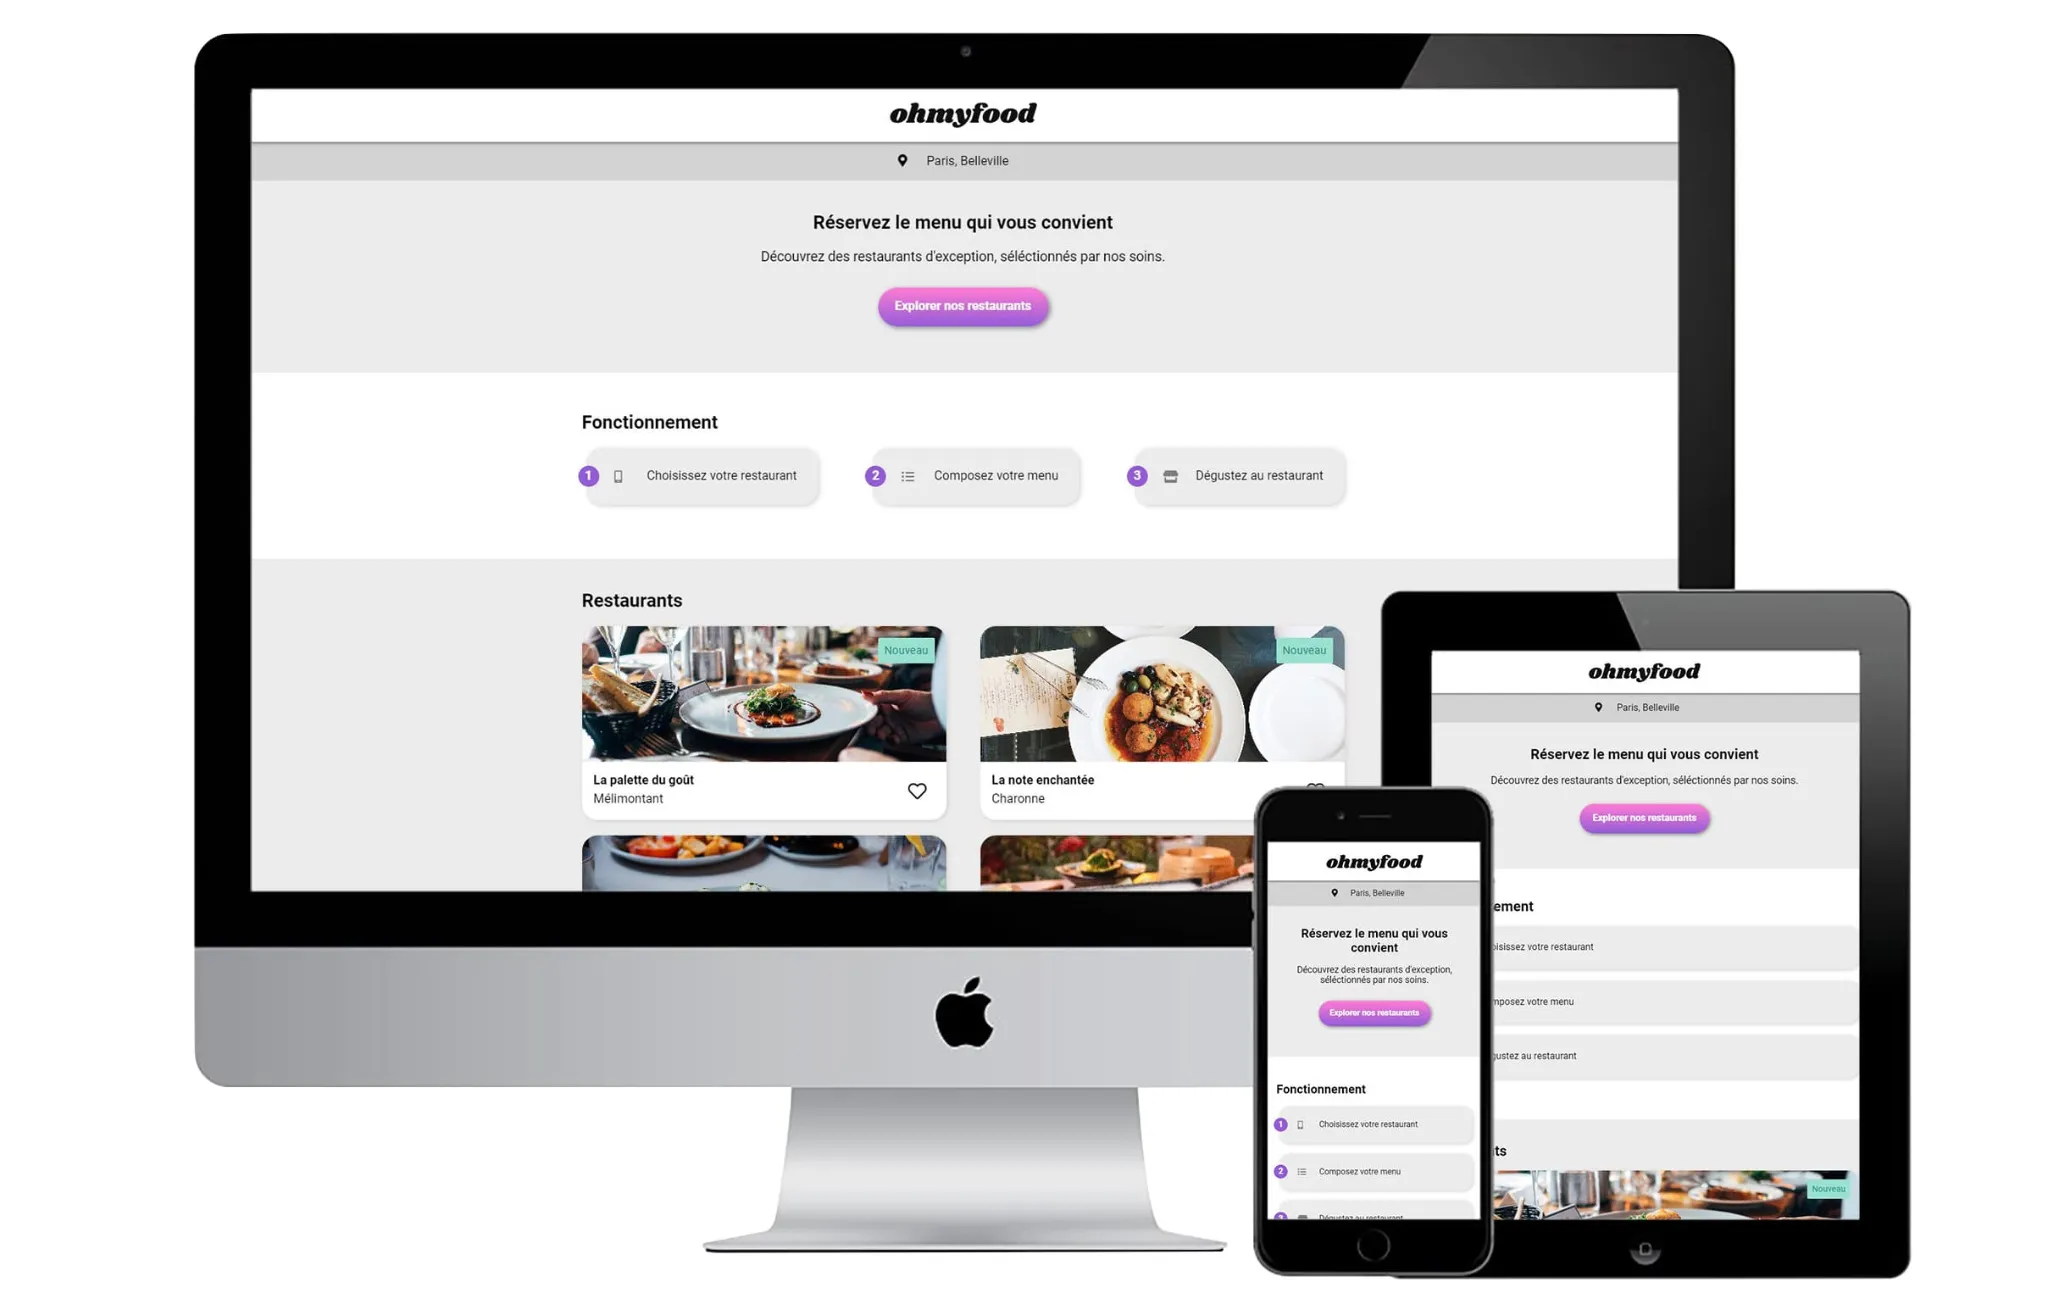 ohmyfood
Paris, Belleville
Réservez le menu qui vous convient
Découvrez des restaurants d'exception, séléctionnés par nos soins.
Explorer nos restaurants
Fonctionnement
1 Choisissez votre restaurant
2 Composez votre menu
3 Dégustez au restaurant
Restaurants
Nouveau
Nouveau
La palette du goût
Mélimontant
La note enchantée
Charonne
ohmyfood
Paris, Belleville
Réservez le menu qui vous convient
Découvrez des restaurants d'exception, séléctionnés par nos soins.
Explorer nos restaurants
ement
oisissez votre restaurant
mposez votre menu
gustez au restaurant
ts
Nouveau
ohmyfood
Paris, Belleville
Réservez le menu qui vous
convient
Découvrez des restaurants d'exception,
séléctionnés par nos soins.
Explorer nos restaurants
Fonctionnement
1 Choisissez votre restaurant
2 Composez votre menu
3 Dégustez au restaurant